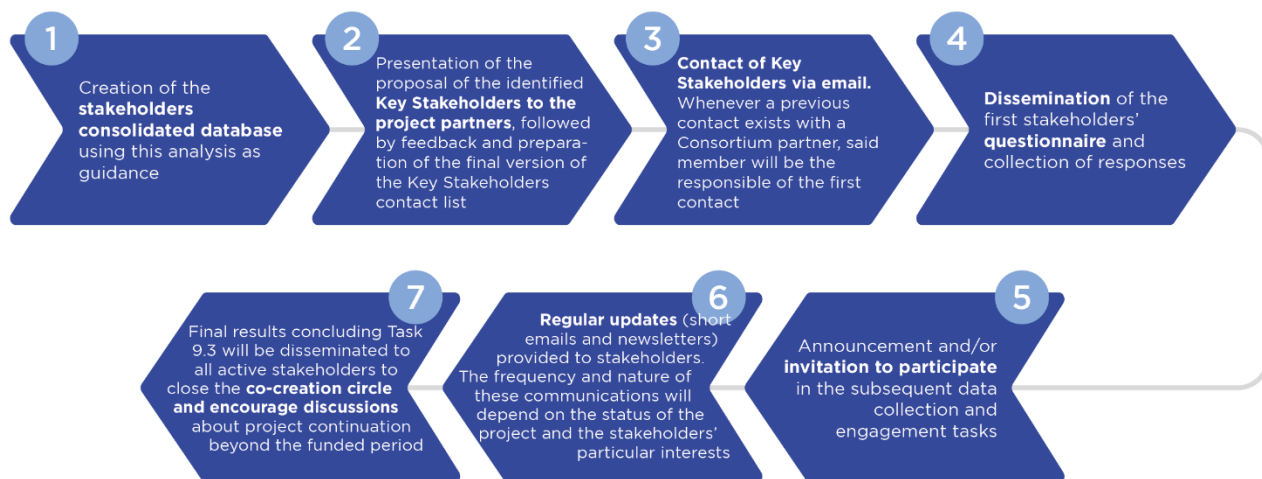 1
Creation of the
stakeholders
consolidated database
using this analysis as
guidance
2
Presentation of the
proposal of the identified
Key Stakeholders to the
project partners, followed
by feedback and prepara-
tion of the final version of
the Key Stakeholders
contact list
3
Contact of Key
Stakeholders via email.
Whenever a previous
contact exists with a
Consortium partner, said
member will be the
responsible of the first
contact
4
Dissemination of the
first stakeholders'
questionnaire and
collection of responses
5
Announcement and/or
invitation to participate
in the subsequent data
collection and
engagement tasks
6
Regular updates (short
emails and newsletters)
provided to stakeholders.
The frequency and nature of
these communications will
depend on the status of the
project and the stakeholders'
particular interests
7
Final results concluding Task
9.3 will be disseminated to
all active stakeholders to
close the co-creation circle
and encourage discussions
about project continuation
beyond the funded period